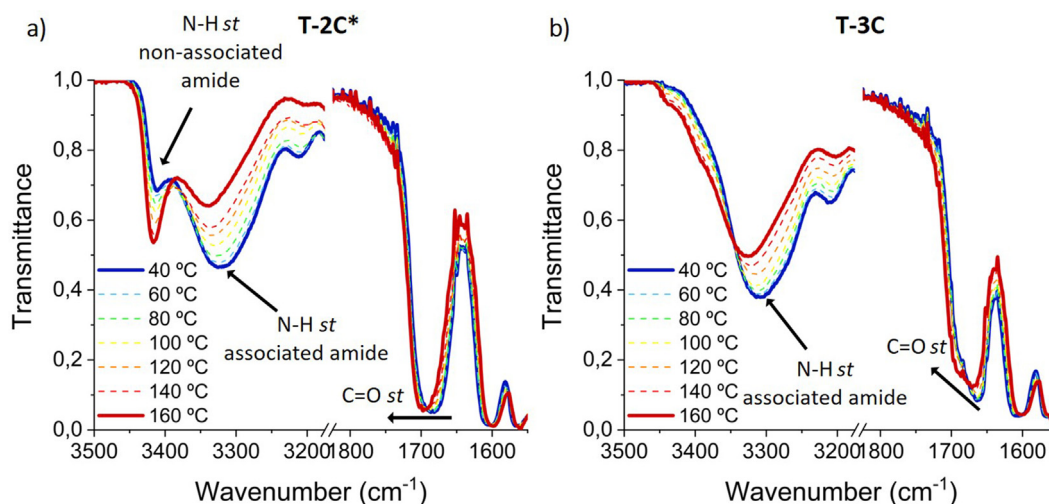 a)
T-2C*
N-H st
non-associated
amide
1,0
0,8
0,6
0,4
0,2
0,0
Transmittance
40 ºC
60 ºC
80 ºC
100 ºC
120 ºC
140 ºC
160 ºC
N-H st
associated amide
C=O st
3500
3400
3300
3200
1800
1700
1600
Wavenumber (cm-1)
b)
T-3C
1,0
0,8
0,6
0,4
0,2
0,0
Transmittance
40 ºC
60 ºC
80 ºC
100 ºC
120 ºC
140 ºC
160 ºC
N-H st
associated amide
C=O st
3500
3400
3300
3200
1800
1700
1600
Wavenumber (cm-1)